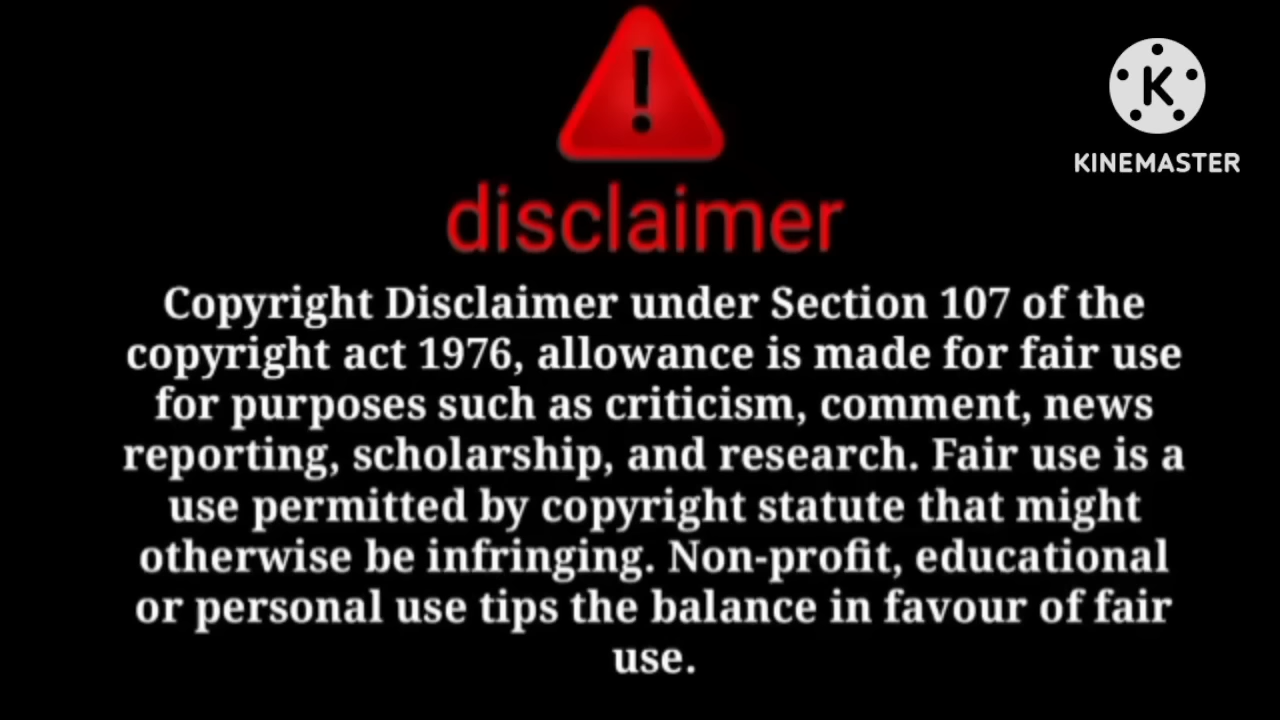 !
K
KINEMASTER
disclaimer
Copyright Disclaimer under Section 107 of the
copyright act 1976, allowance is made for fair use
for purposes such as criticism, comment, news
reporting, scholarship, and research. Fair use is a
use permitted by copyright statute that might
otherwise be infringing. Non-profit, educational
or personal use tips the balance in favour of fair
use.